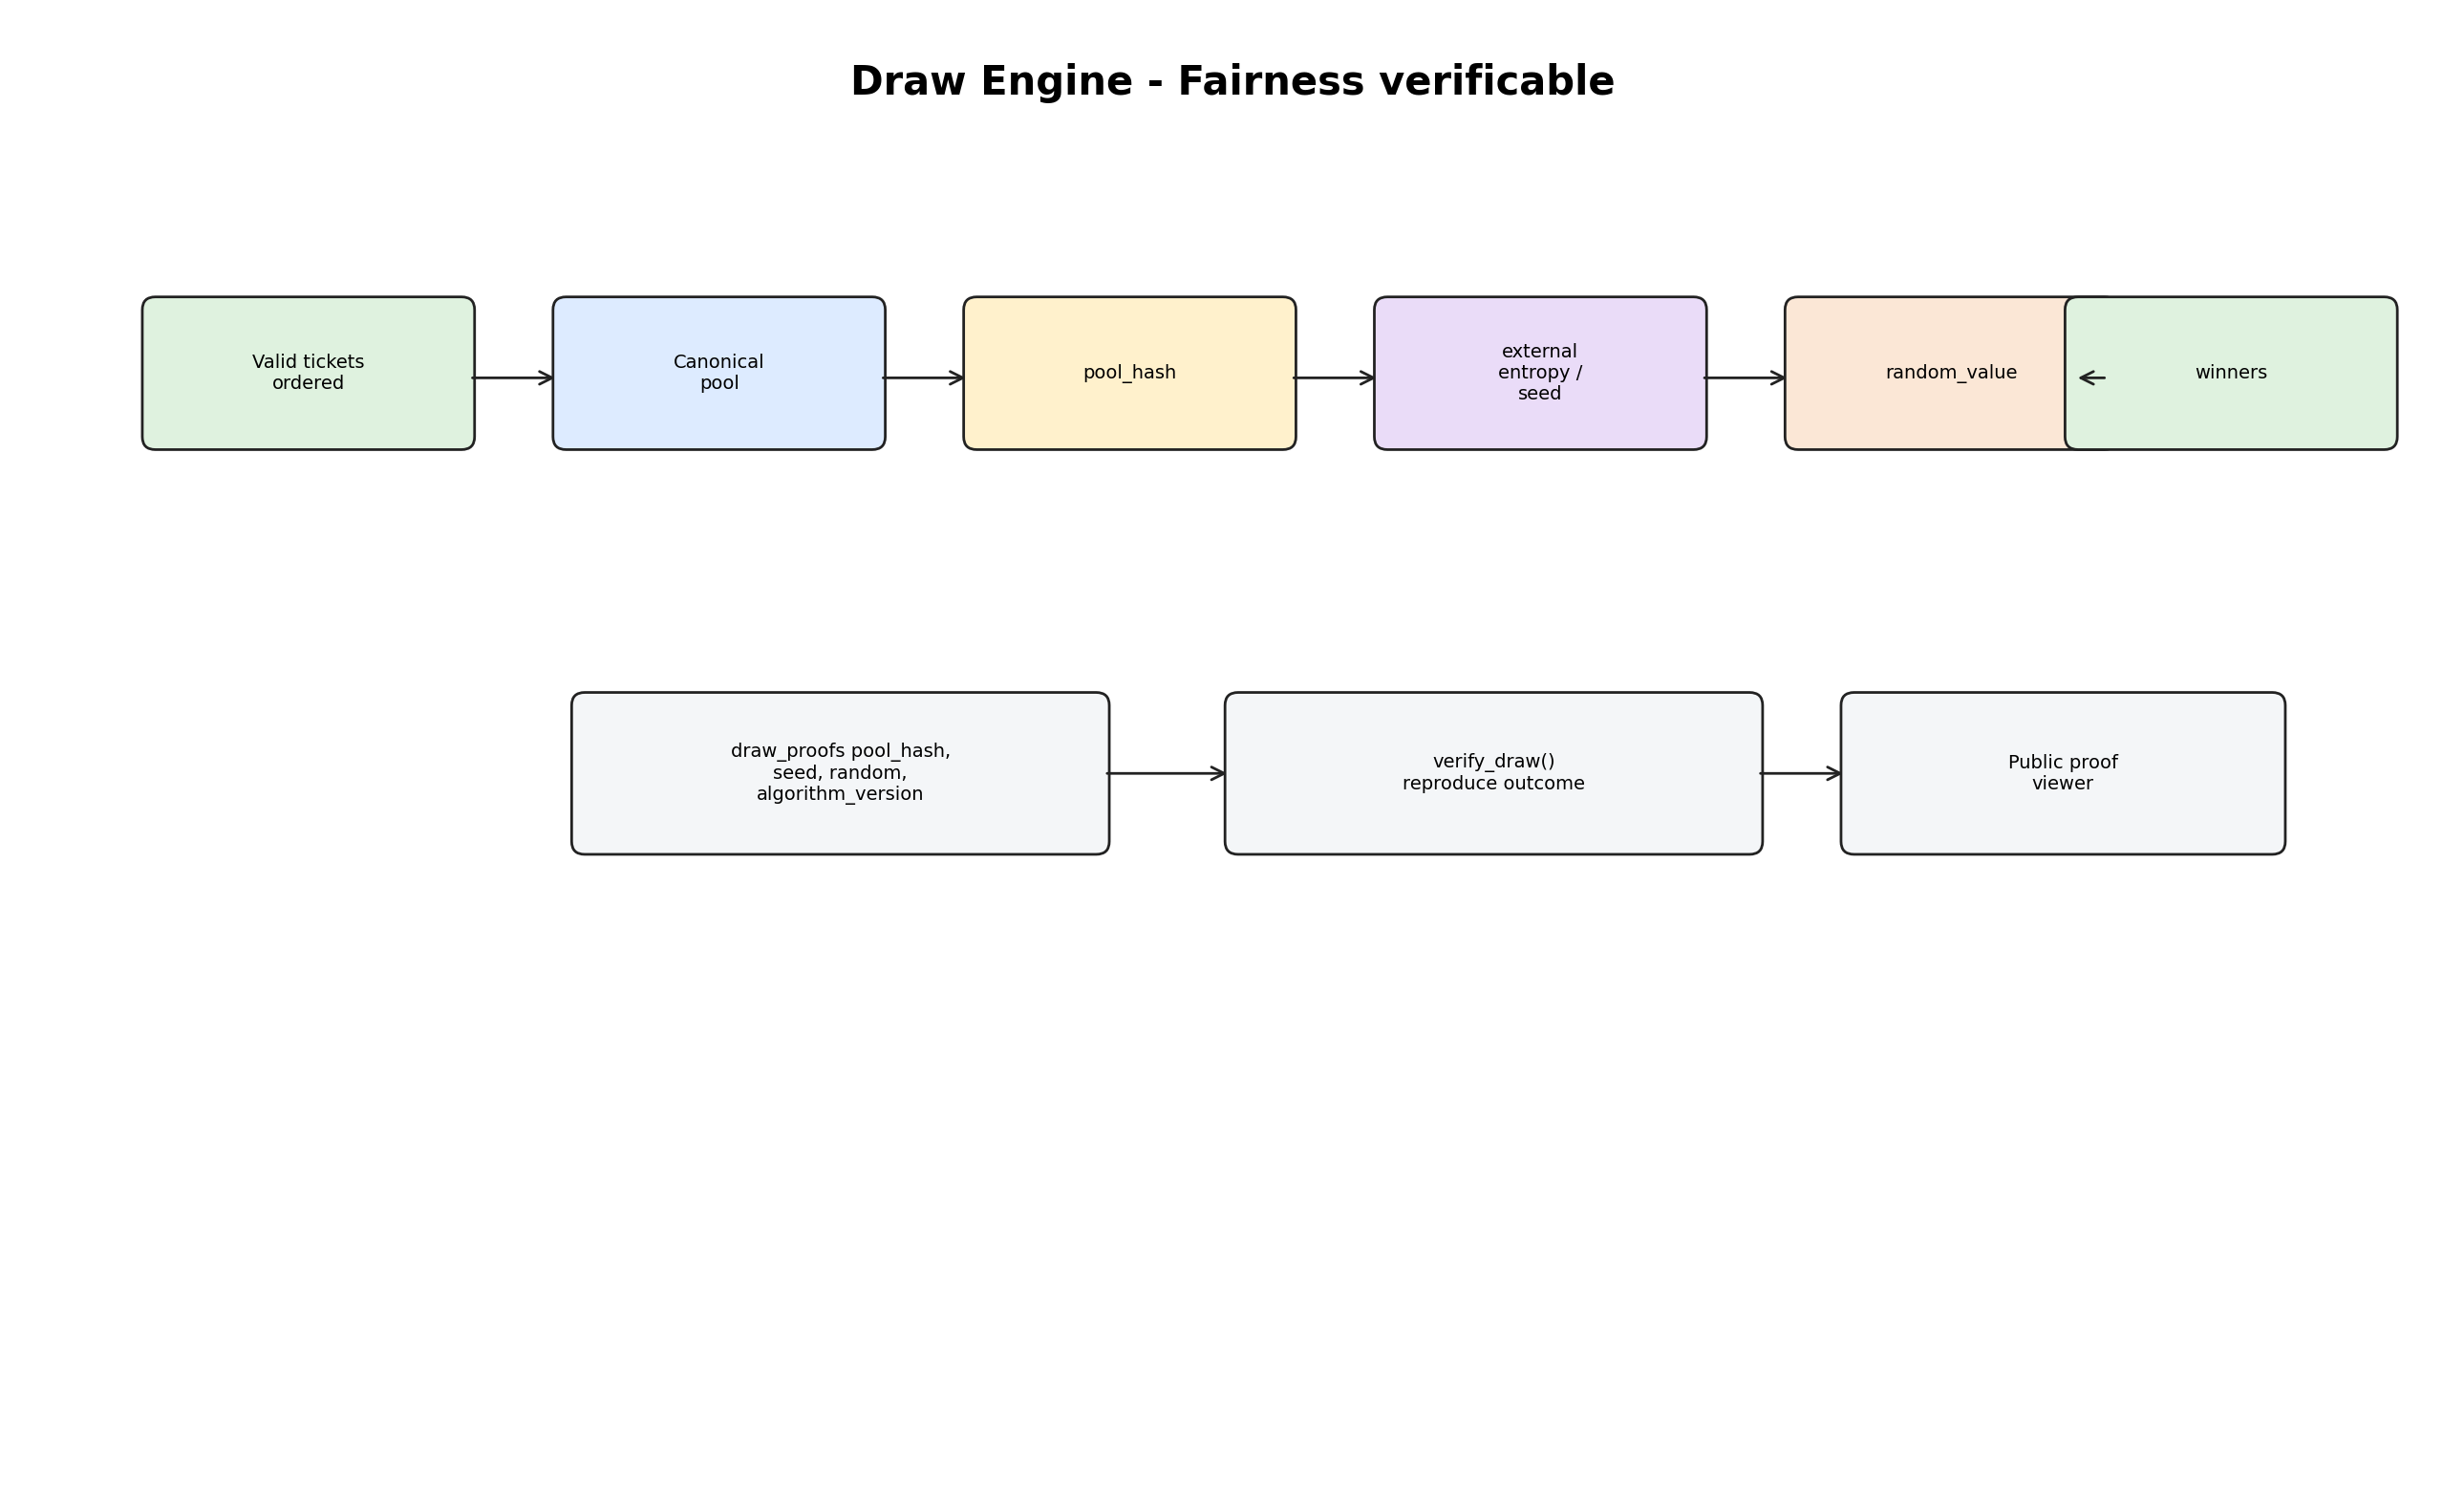 Draw Engine - Fairness verificable
Valid tickets
ordered
Canonical
pool
pool_hash
external
entropy /
seed
random_value
winners
draw_proofs pool_hash,
seed, random,
algorithm_version
verify_draw()
reproduce outcome
Public proof
viewer